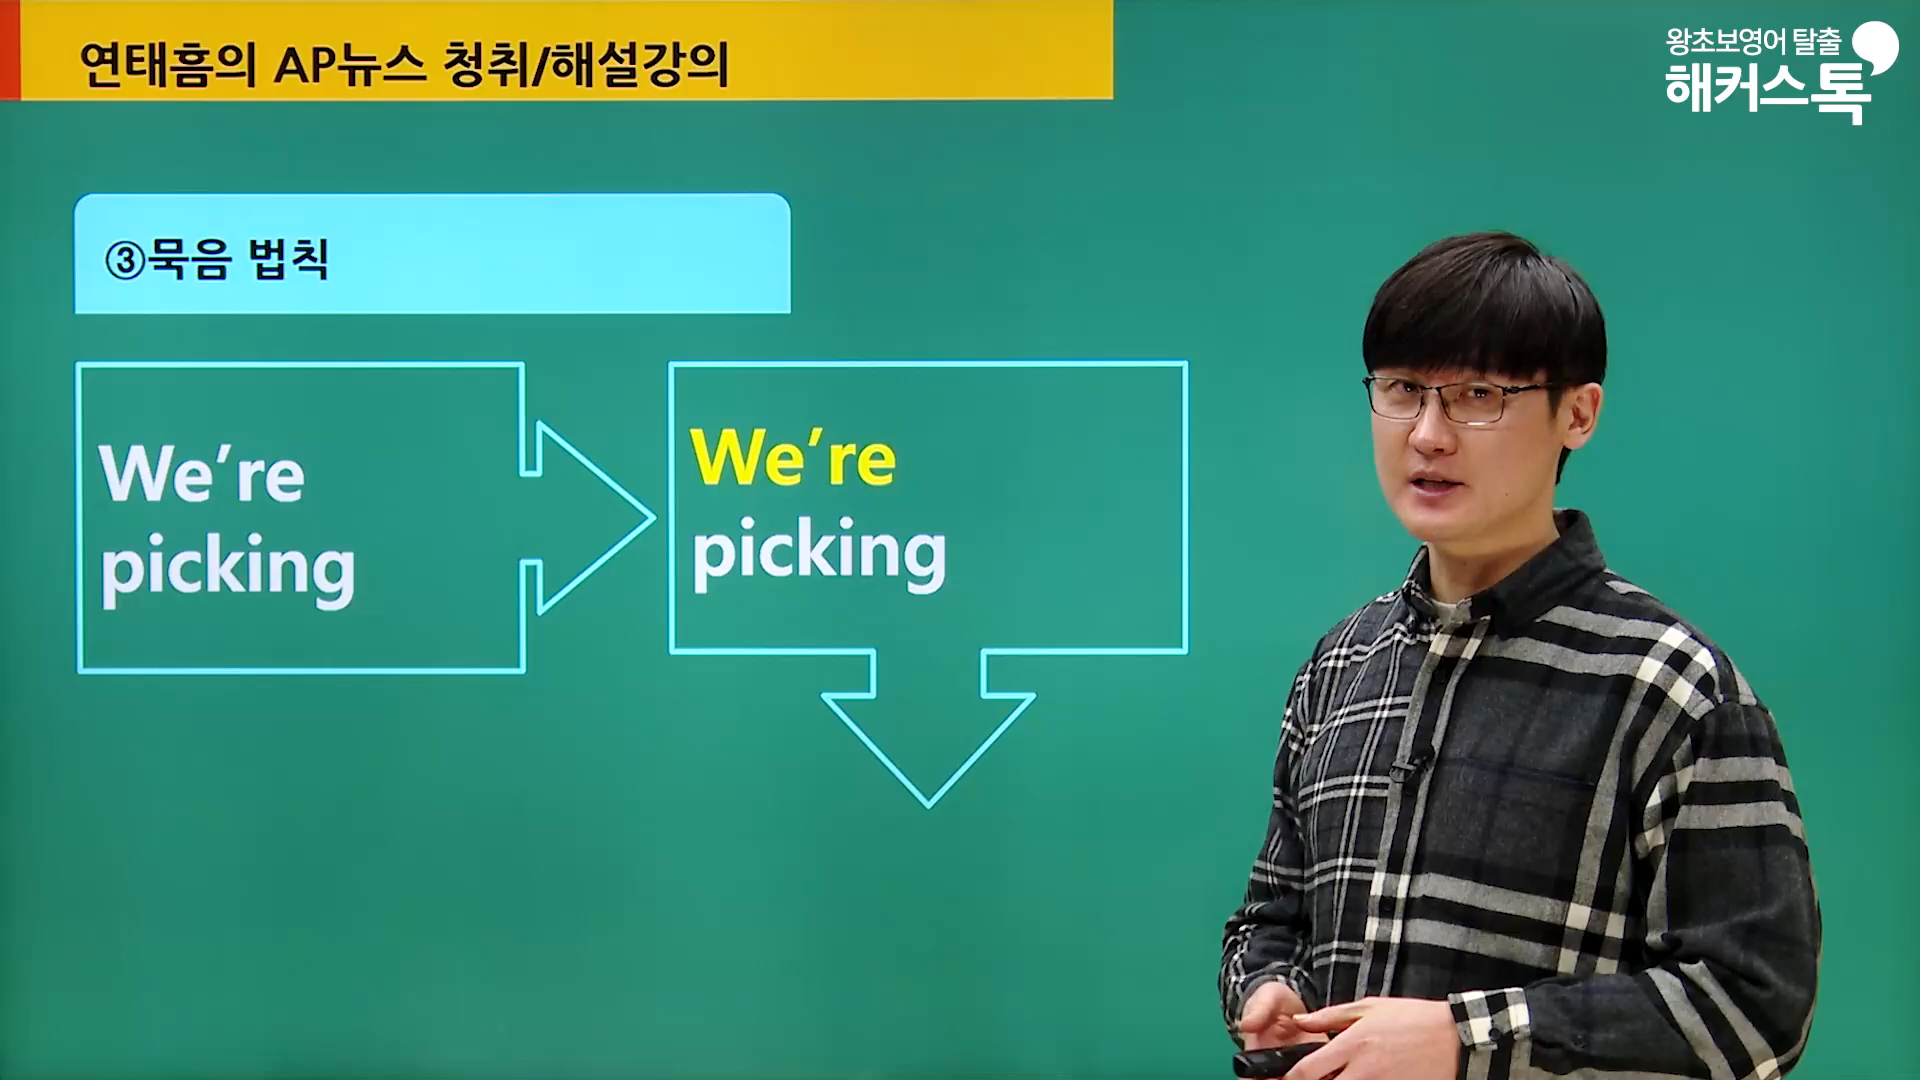 연태흠의 AP뉴스 청취/해설강의
왕초보영어 탈출
해커스톡
③묵음 법칙
We’re
picking
We’re
picking